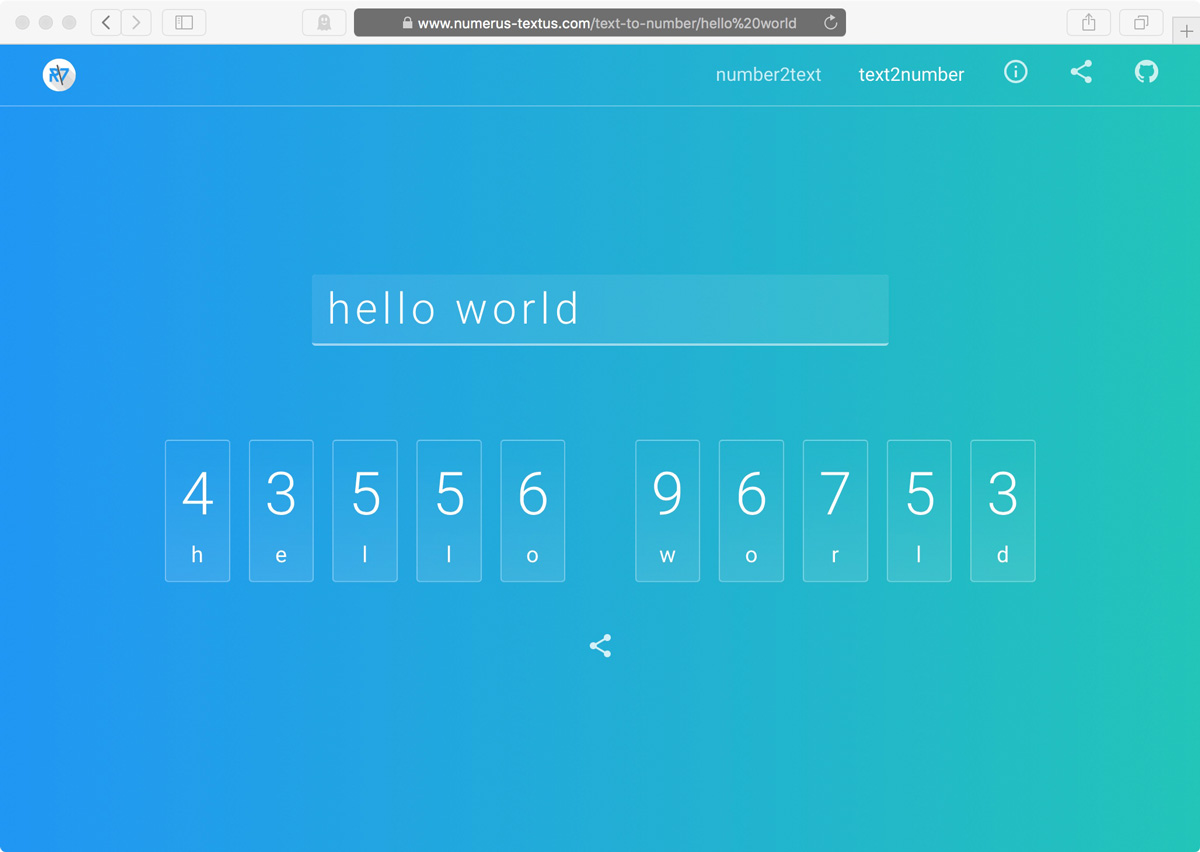 www.numerus-textus.com/text-to-number/hello%20world
R7
number2text text2number
hello world
4 3 5 5 6 9 6 7 5 3
h e l l o w o r l d